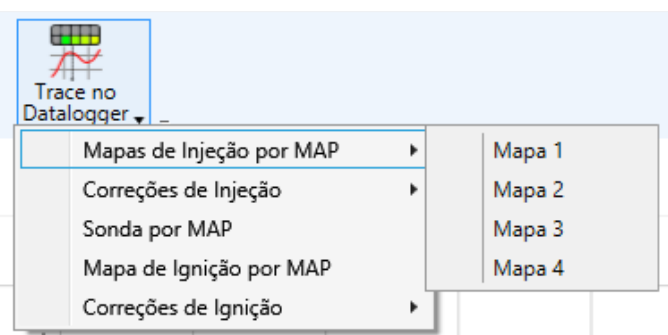 Trace no
Datalogger
Mapas de Injeção por MAP
Correções de Injeção
Sonda por MAP
Mapa de Ignição por MAP
Correções de Ignição
Mapa 1
Mapa 2
Mapa 3
Mapa 4